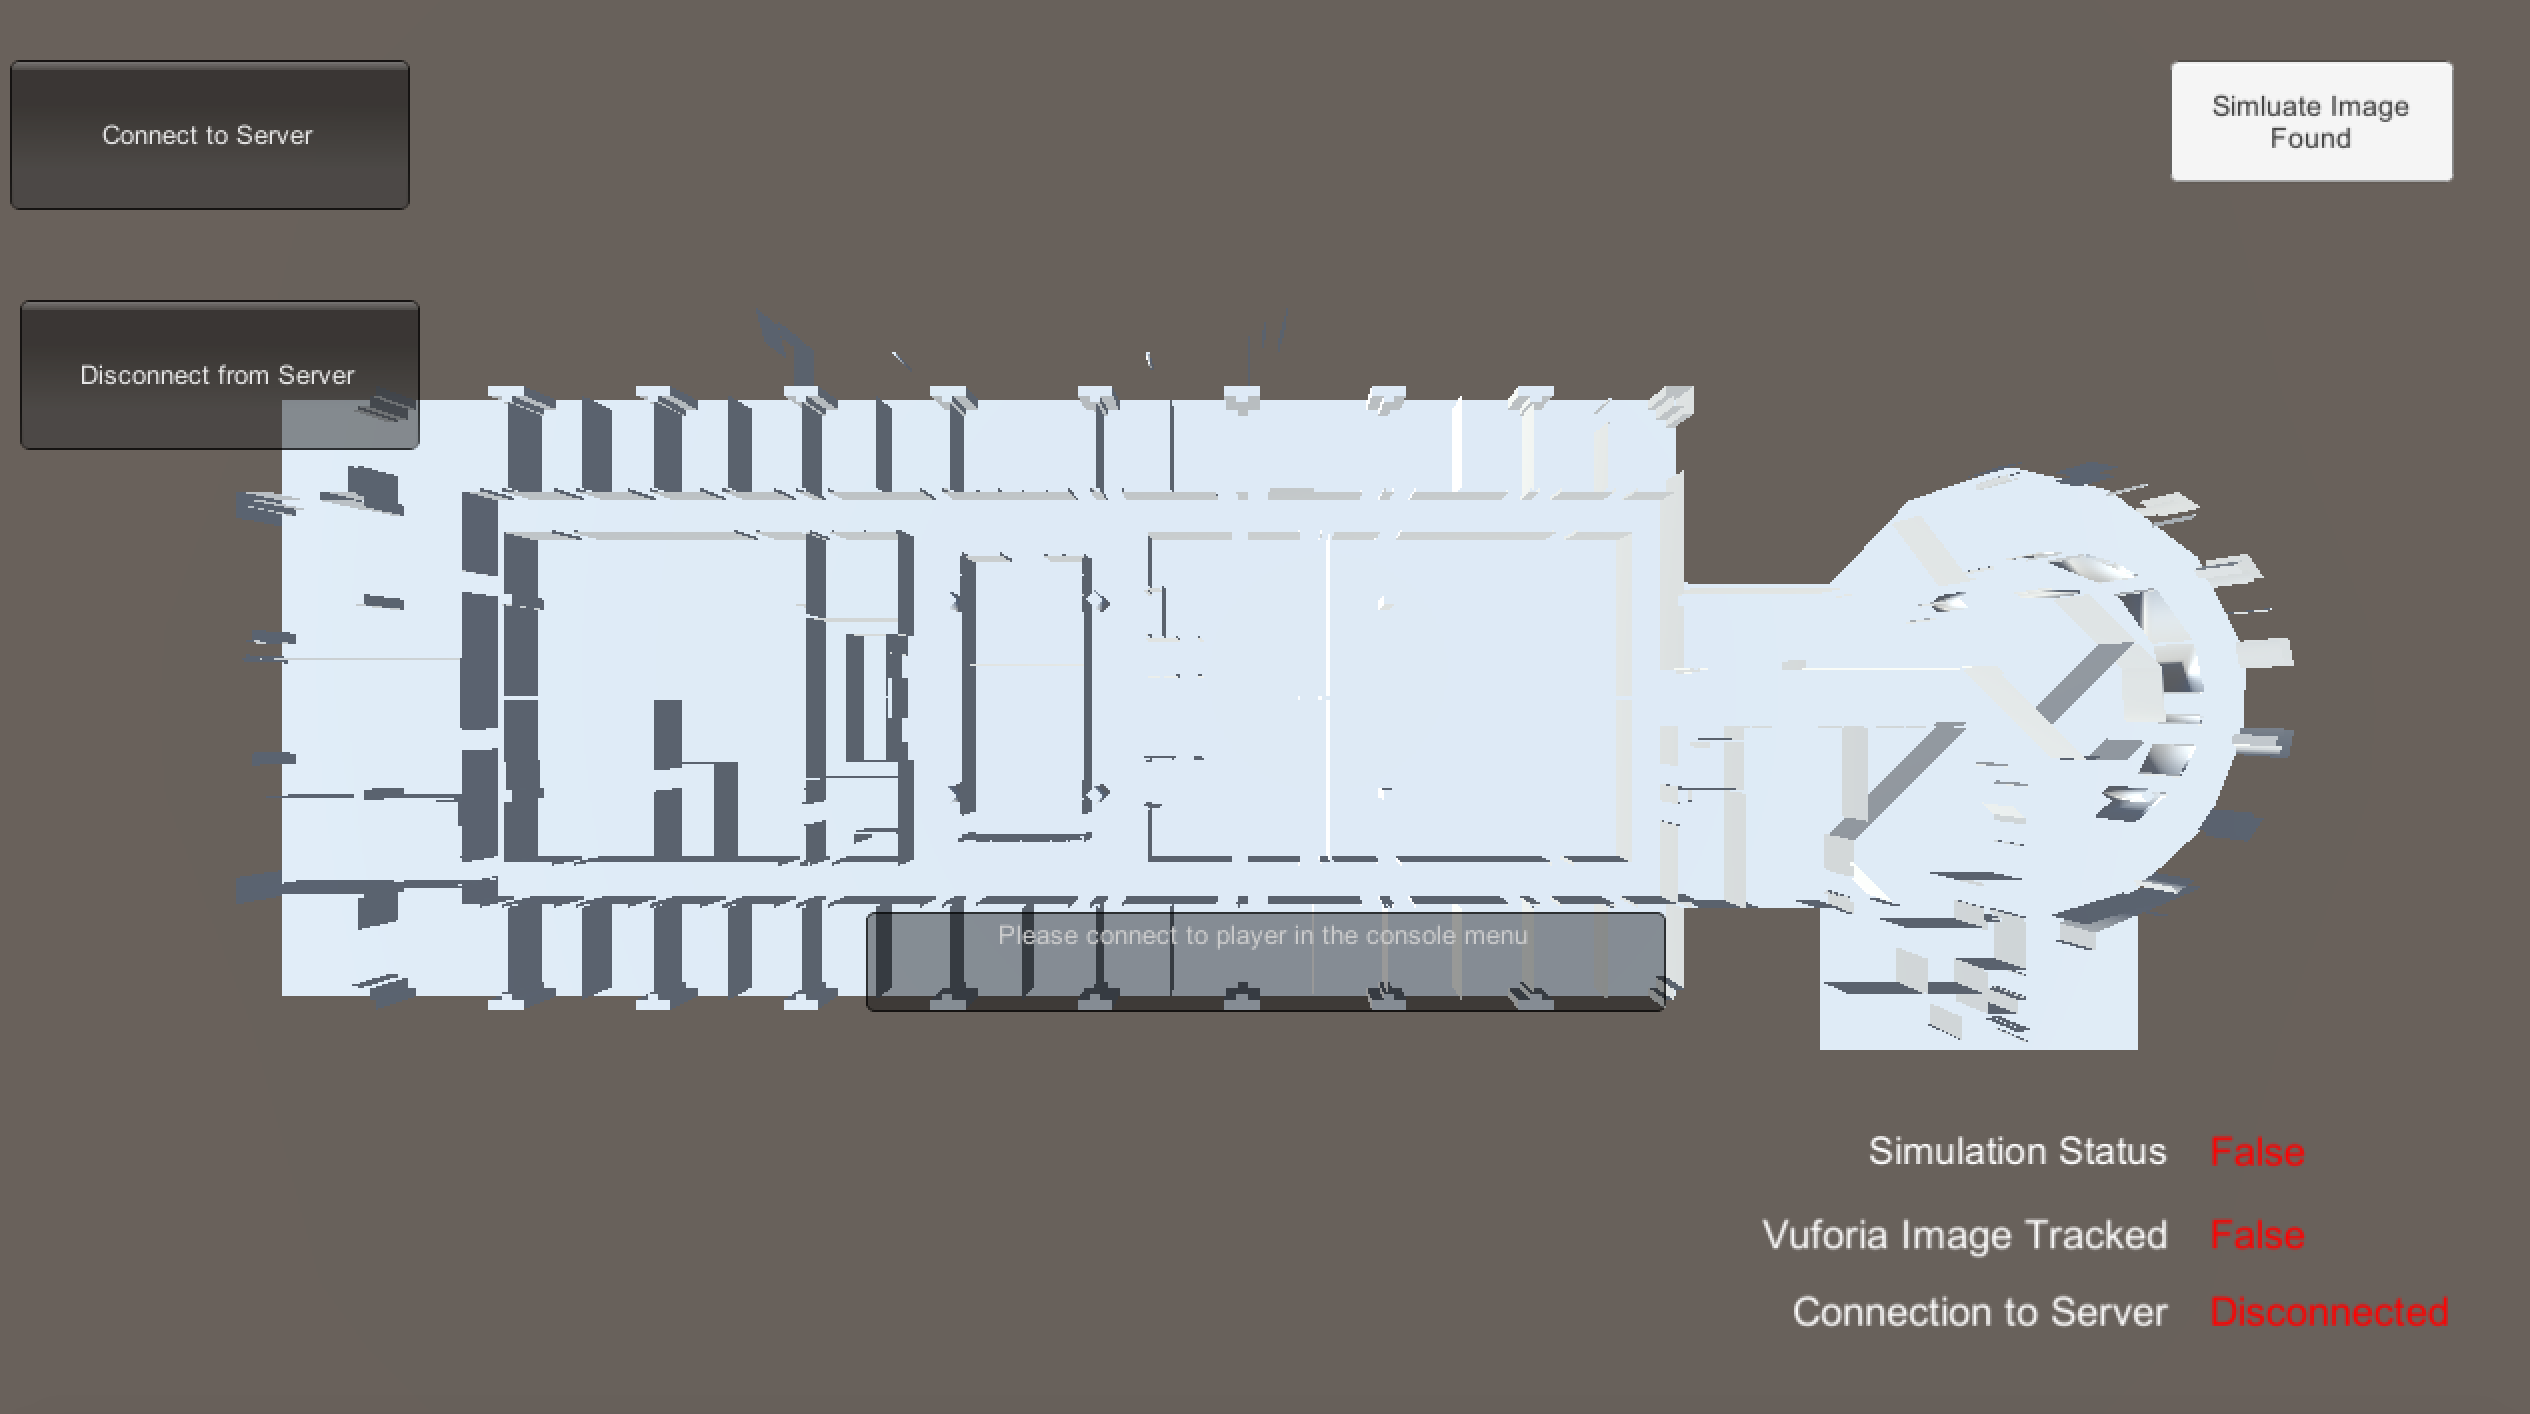 Connect to Server
Simluate Image
Found
Disconnect from Server
Please connect to player in the console menu
Simulation Status False
Vuforia Image Tracked False
Connection to Server Disconnected